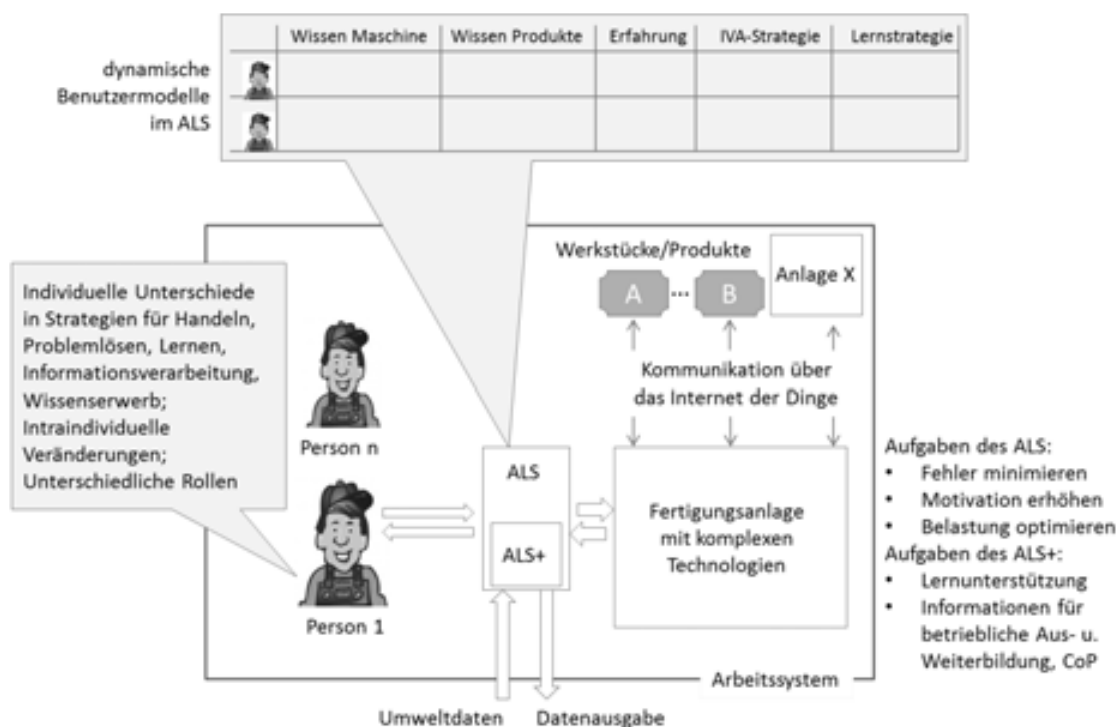 Wissen Maschine Wissen Produkte Erfahrung IVA-Strategie Lernstrategie
dynamische
Benutzermodelle
im ALS
Individuelle Unterschiede
in Strategien für Handeln,
Problemlösen, Lernen,
Informationsverarbeitung,
Wissenserwerb;
Intraindividuelle
Veränderungen;
Unterschiedliche Rollen
Person n
Person 1
Werkstücke/Produkte
A
...
B
Anlage X
Kommunikation über
das Internet der Dinge
ALS
ALS+
Fertigungsanlage
mit komplexen
Technologien
Arbeitssystem
Umweltdaten
Datenausgabe
Aufgaben des ALS:
• Fehler minimieren
• Motivation erhöhen
• Belastung optimieren
Aufgaben des ALS+:
• Lernunterstützung
• Informationen für
betriebliche Aus- u.
Weiterbildung, CoP